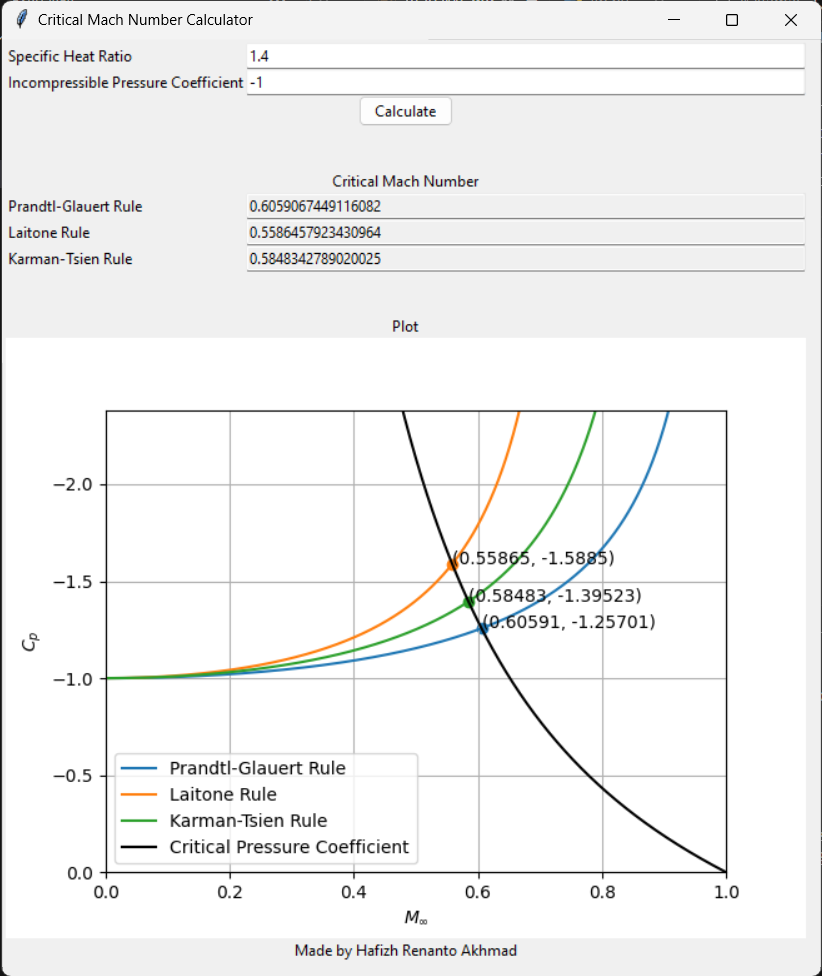 Critical Mach Number Calculator
Specific Heat Ratio 1.4
Incompressible Pressure Coefficient -1
Calculate
Critical Mach Number
Prandtl-Glauert Rule 0.6059067449116082
Laitone Rule 0.5586457923430964
Karman-Tsien Rule 0.5848342789020025
Plot
−2.0
(0.55865, -1.5885)
−1.5
(0.58483, -1.39523)
(0.60591, -1.25701)
Cp
−1.0
Prandtl-Glauert Rule
−0.5
Laitone Rule
Karman-Tsien Rule
Critical Pressure Coefficient
0.0
0.0 0.2 0.4 0.6 0.8 1.0
M∞
Made by Hafizh Renanto Akhmad